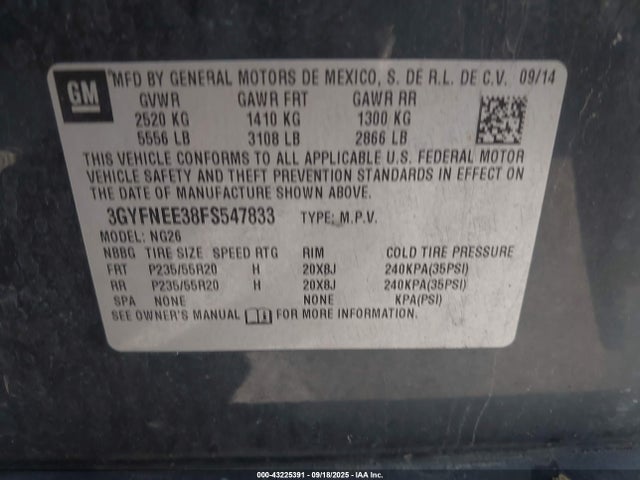 GM
MFD BY GENERAL MOTORS DE MEXICO, S. DE R.L. DE C.V. 09/14
GVWR GAWR FRT GAWR RR
2520 KG 1410 KG 1300 KG
5556 LB 3108 LB 2866 LB
THIS VEHICLE CONFORMS TO ALL APPLICABLE U.S. FEDERAL MOTOR
VEHICLE SAFETY AND THEFT PREVENTION STANDARDS IN EFFECT ON
THE DATE OF MANUFACTURE SHOWN ABOVE.
3GYFNEE38FS547833 TYPE: M.P.V.
MODEL: NG26
NBBG TIRE SIZE SPEED RTG RIM COLD TIRE PRESSURE
FRT P235/55R20 H 20X8J 240KPA(35PSI)
RR P235/55R20 H 20X8J 240KPA(35PSI)
SPA NONE NONE KPA(PSI)
SEE OWNER'S MANUAL FOR MORE INFORMATION.
000-43225391 - 09/18/2025 - IAA Inc.